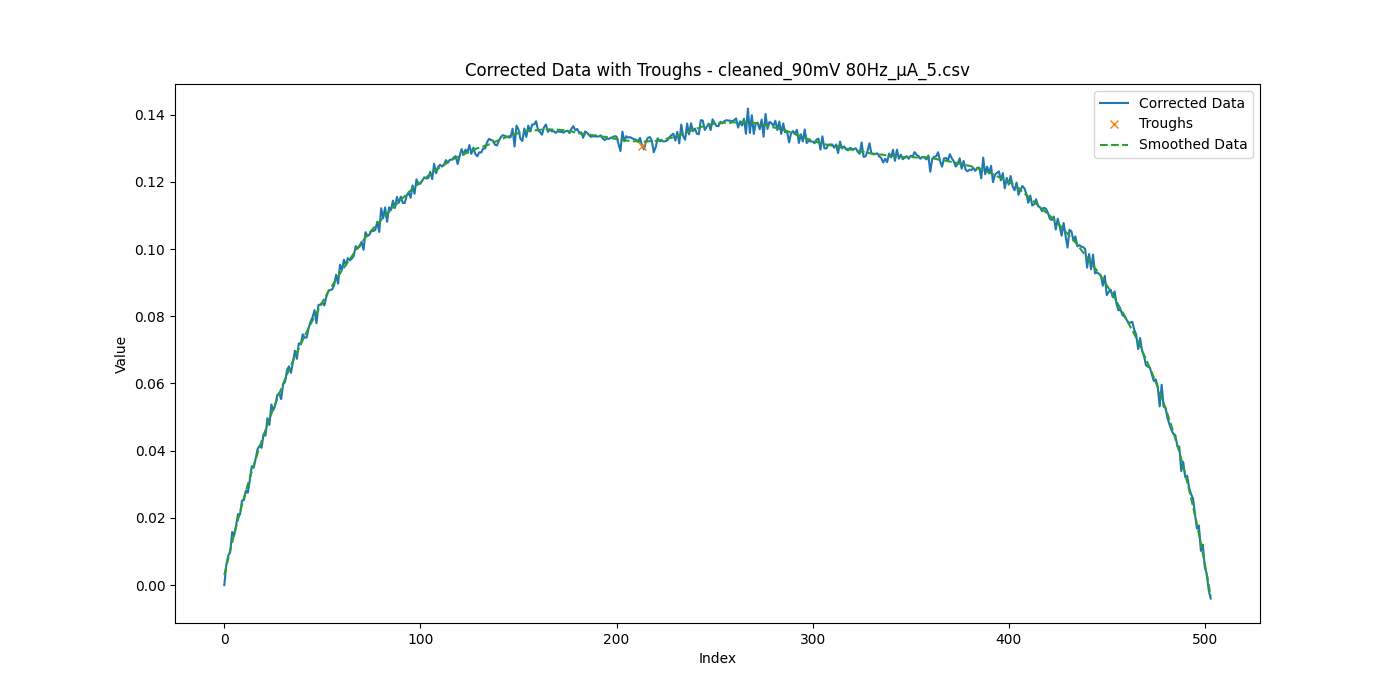 Corrected Data with Troughs - cleaned_90mV 80Hz_µA_5.csv
Corrected Data
Troughs
Smoothed Data
0.14
0.12
0.10
0.08
0.06
0.04
0.02
0.00
Value
0 100 200 300 400 500
Index